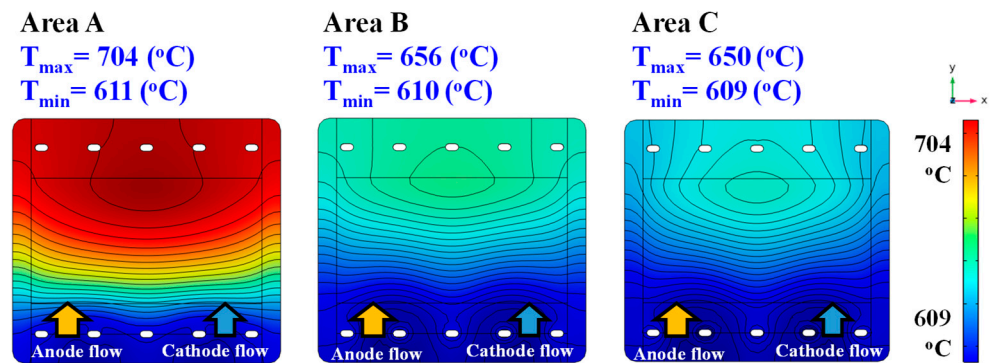 Area A
Tmax= 704 (oC)
Tmin= 611 (oC)
Area B
Tmax= 656 (oC)
Tmin= 610 (oC)
Area C
Tmax= 650 (oC)
Tmin= 609 (oC)
y
x
704
oC
609
oC
Anode flow
Cathode flow
Anode flow
Cathode flow
Anode flow
Cathode flow